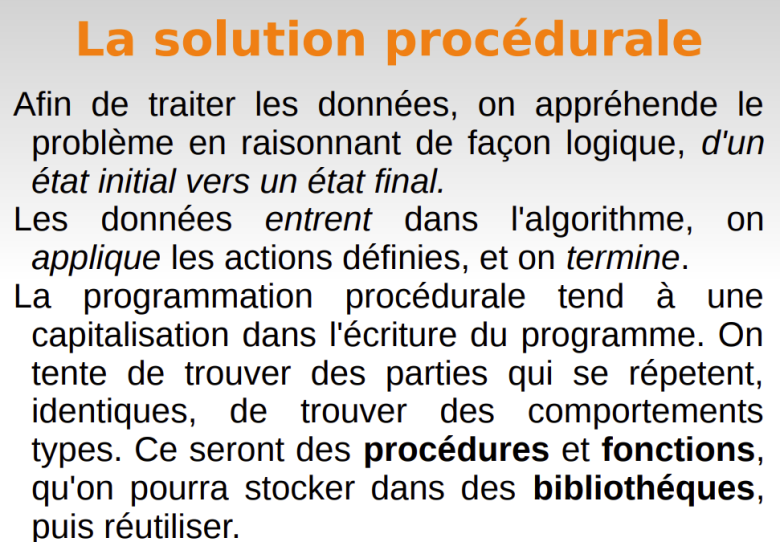 La solution procédurale
Afin de traiter les données, on appréhende le
problème en raisonnant de façon logique, d'un
état initial vers un état final.
Les données entrent dans l'algorithme, on
applique les actions définies, et on termine.
La programmation procédurale tend à une
capitalisation dans l'écriture du programme. On
tente de trouver des parties qui se répetent,
identiques, de trouver des comportements
types. Ce seront des procédures et fonctions,
qu'on pourra stocker dans des bibliothéques,
puis réutiliser.